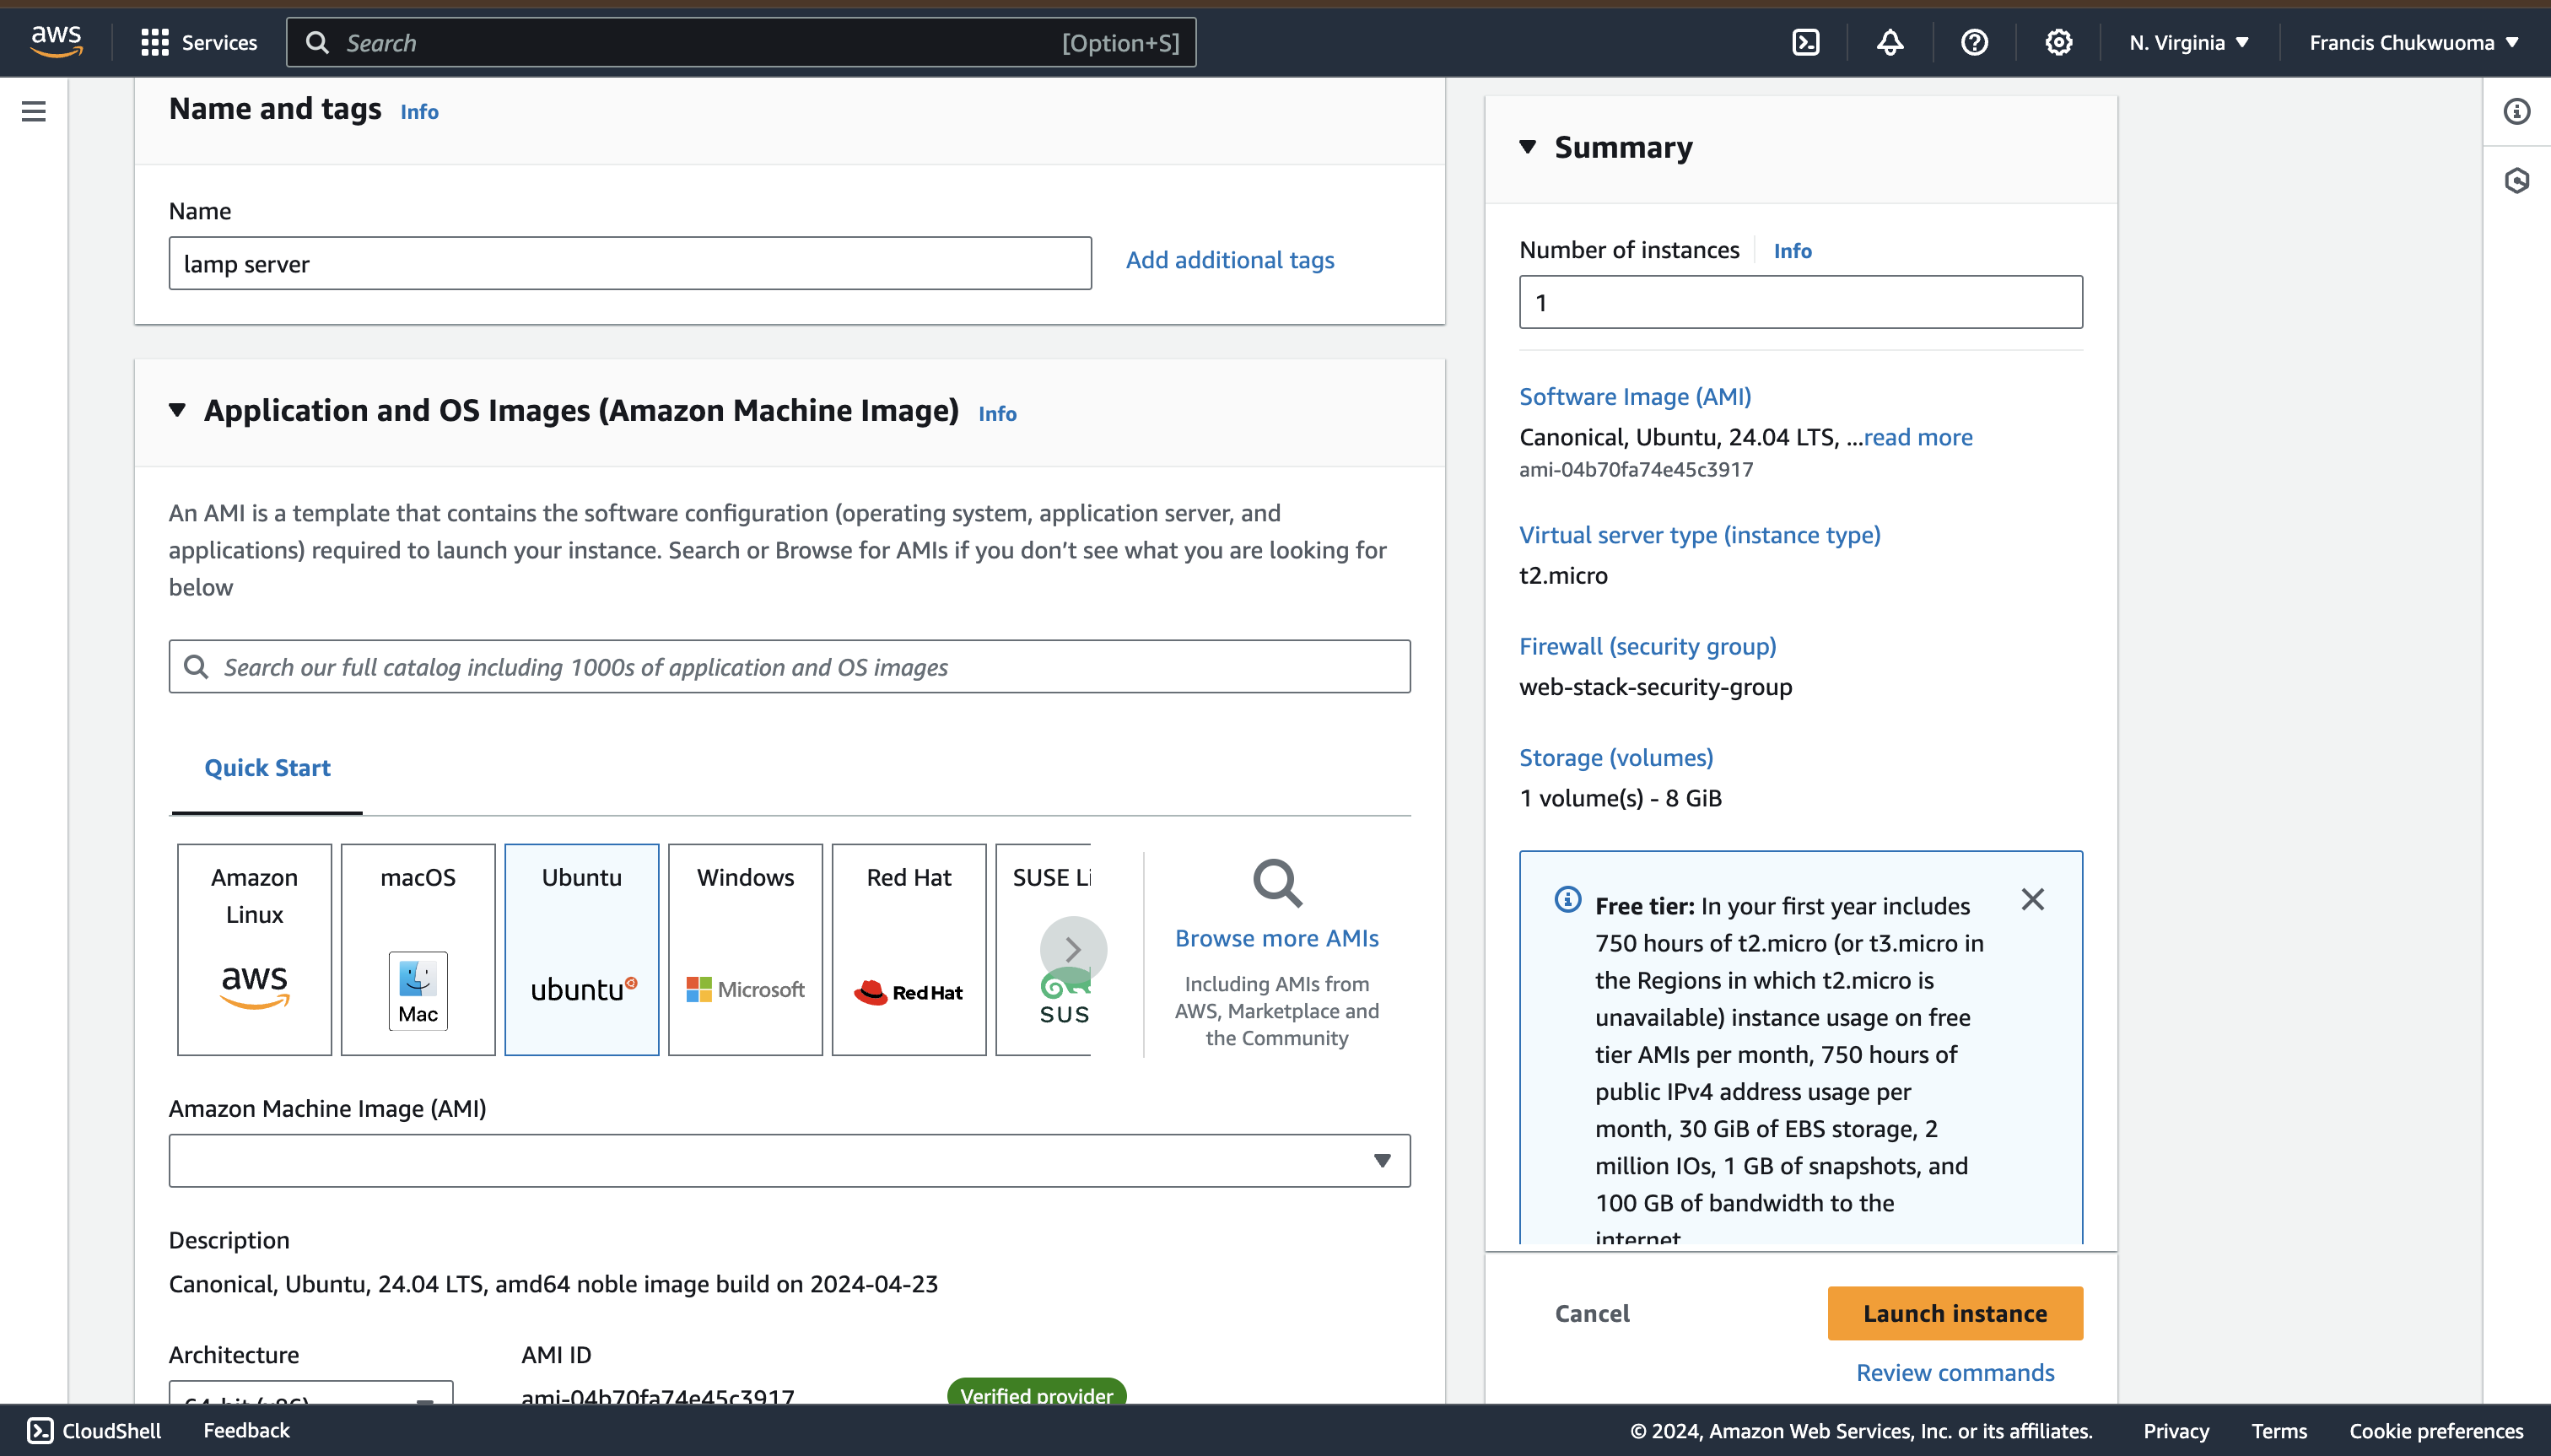 aws
Services
Search
[Option+S]
N. Virginia
Francis Chukwuoma
Name and tags
Info
Name
lamp server
Add additional tags
Application and OS Images (Amazon Machine Image)
Info
An AMI is a template that contains the software configuration (operating system, application server, and
applications) required to launch your instance. Search or Browse for AMIs if you don’t see what you are looking for
below
Search our full catalog including 1000s of application and OS images
Quick Start
Amazon
Linux
aws
macOS
Mac
Ubuntu
ubuntu
Windows
Microsoft
Red Hat
Red Hat
SUSE Li
SUS
Browse more AMIs
Including AMIs from
AWS, Marketplace and
the Community
Amazon Machine Image (AMI)
Description
Canonical, Ubuntu, 24.04 LTS, amd64 noble image build on 2024-04-23
Architecture
64-bit (x86)
AMI ID
ami-04b70fa74e45c3917
Verified provider
Summary
Number of instances
Info
1
Software Image (AMI)
Canonical, Ubuntu, 24.04 LTS, ...read more
ami-04b70fa74e45c3917
Virtual server type (instance type)
t2.micro
Firewall (security group)
web-stack-security-group
Storage (volumes)
1 volume(s) - 8 GiB
Free tier: In your first year includes
750 hours of t2.micro (or t3.micro in
the Regions in which t2.micro is
unavailable) instance usage on free
tier AMIs per month, 750 hours of
public IPv4 address usage per
month, 30 GiB of EBS storage, 2
million IOs, 1 GB of snapshots, and
100 GB of bandwidth to the
internet
Cancel
Launch instance
Review commands
CloudShell
Feedback
© 2024, Amazon Web Services, Inc. or its affiliates.
Privacy
Terms
Cookie preferences